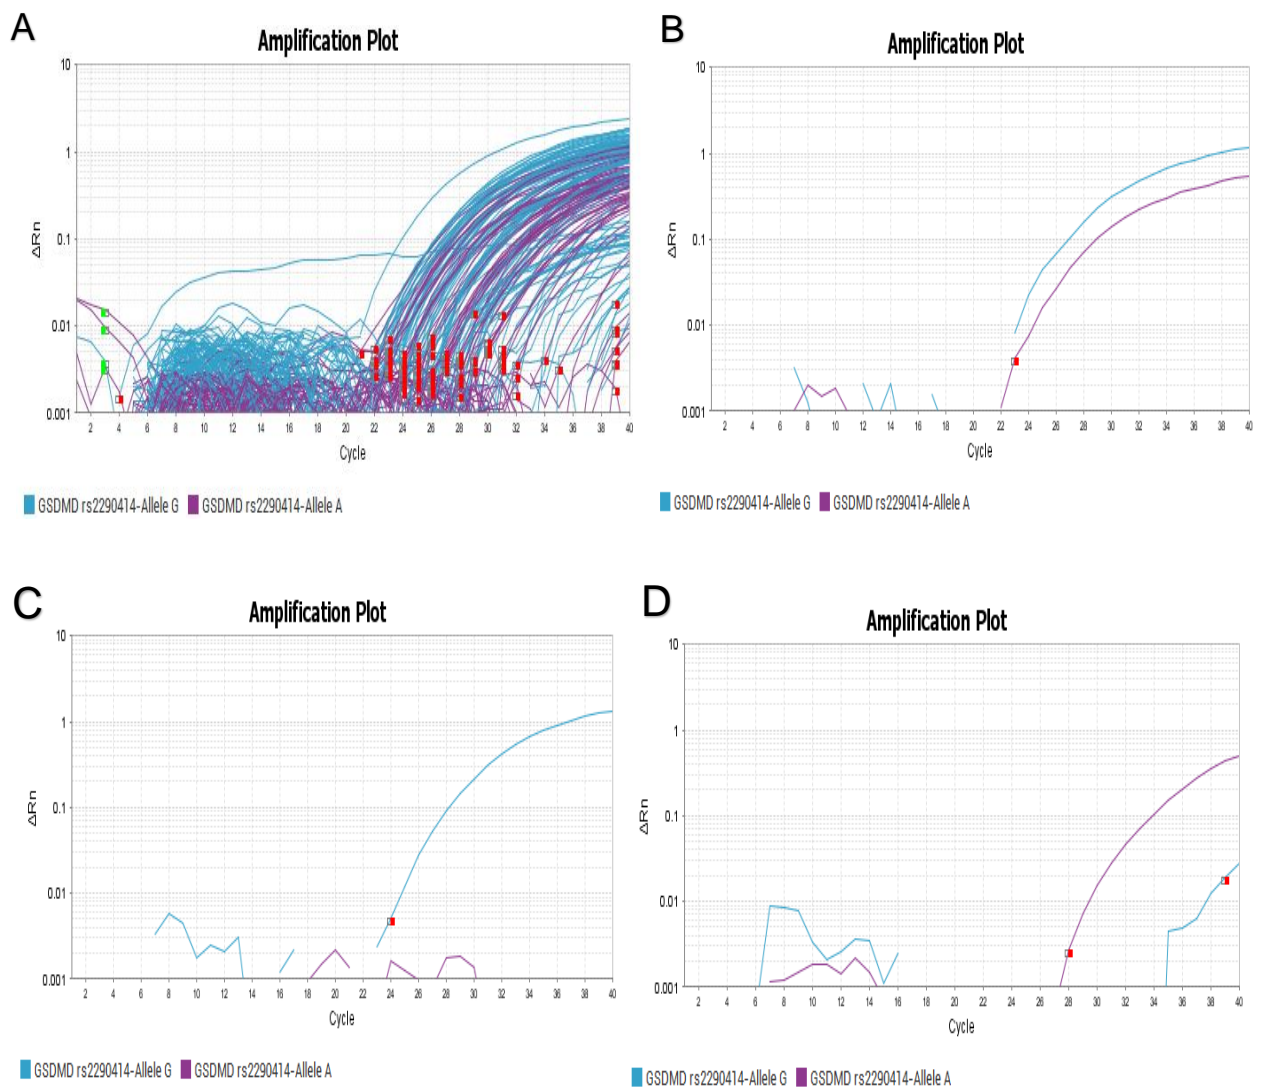 A
Amplification Plot
10
1
0.1
0.01
0.001
ΔRn
2 4 6 8 10 12 14 16 18 20 22 24 26 28 30 32 34 36 38 40
Cycle
GSDMD rs2290414-Allele G GSDMD rs2290414-Allele A
B
Amplification Plot
10
1
0.1
0.01
0.001
ΔRn
2 4 6 8 10 12 14 16 18 20 22 24 26 28 30 32 34 36 38 40
Cycle
GSDMD rs2290414-Allele G GSDMD rs2290414-Allele A
C
Amplification Plot
10
1
0.1
0.01
0.001
ΔRn
2 4 6 8 10 12 14 16 18 20 22 24 26 28 30 32 34 36 38 40
Cycle
GSDMD rs2290414-Allele G GSDMD rs2290414-Allele A
D
Amplification Plot
10
1
0.1
0.01
0.001
ΔRn
2 4 6 8 10 12 14 16 18 20 22 24 26 28 30 32 34 36 38 40
Cycle
GSDMD rs2290414-Allele G GSDMD rs2290414-Allele A